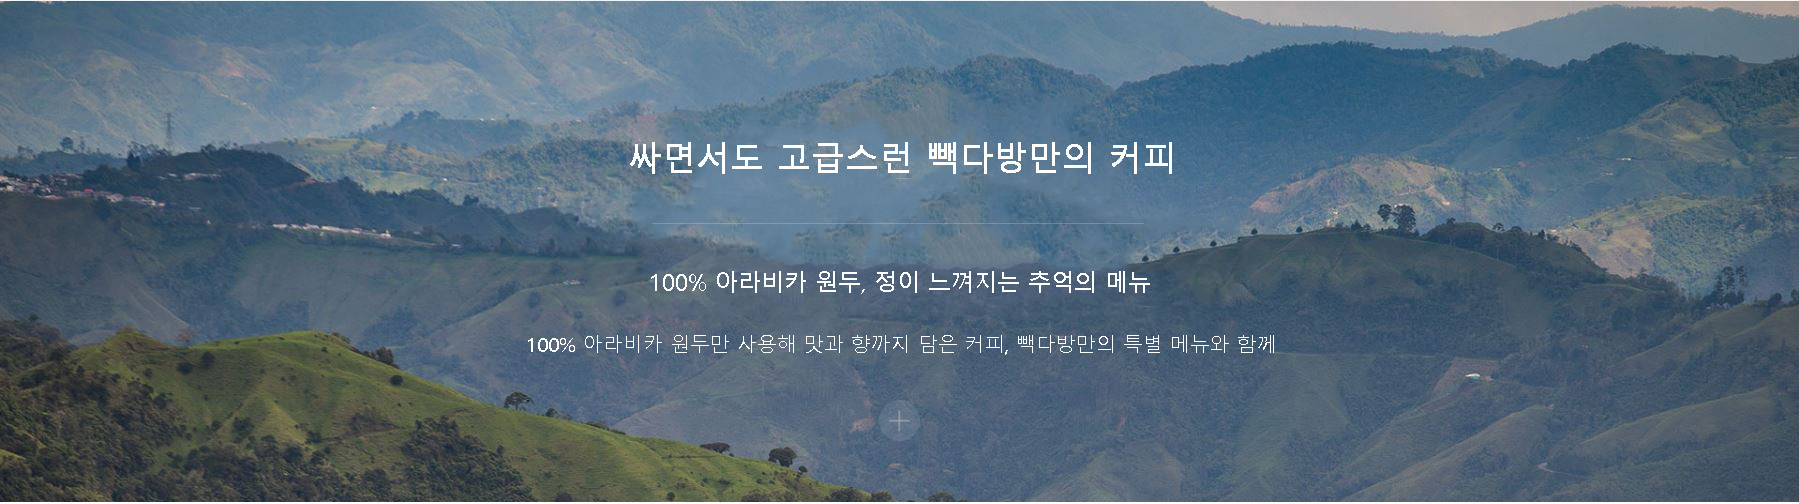 싸면서도 고급스런 빽다방만의 커피
100% 아라비카 원두, 정이 느껴지는 추억의 메뉴
100% 아라비카 원두만 사용해 맛과 향까지 담은 커피, 빽다방만의 특별 메뉴와 함께